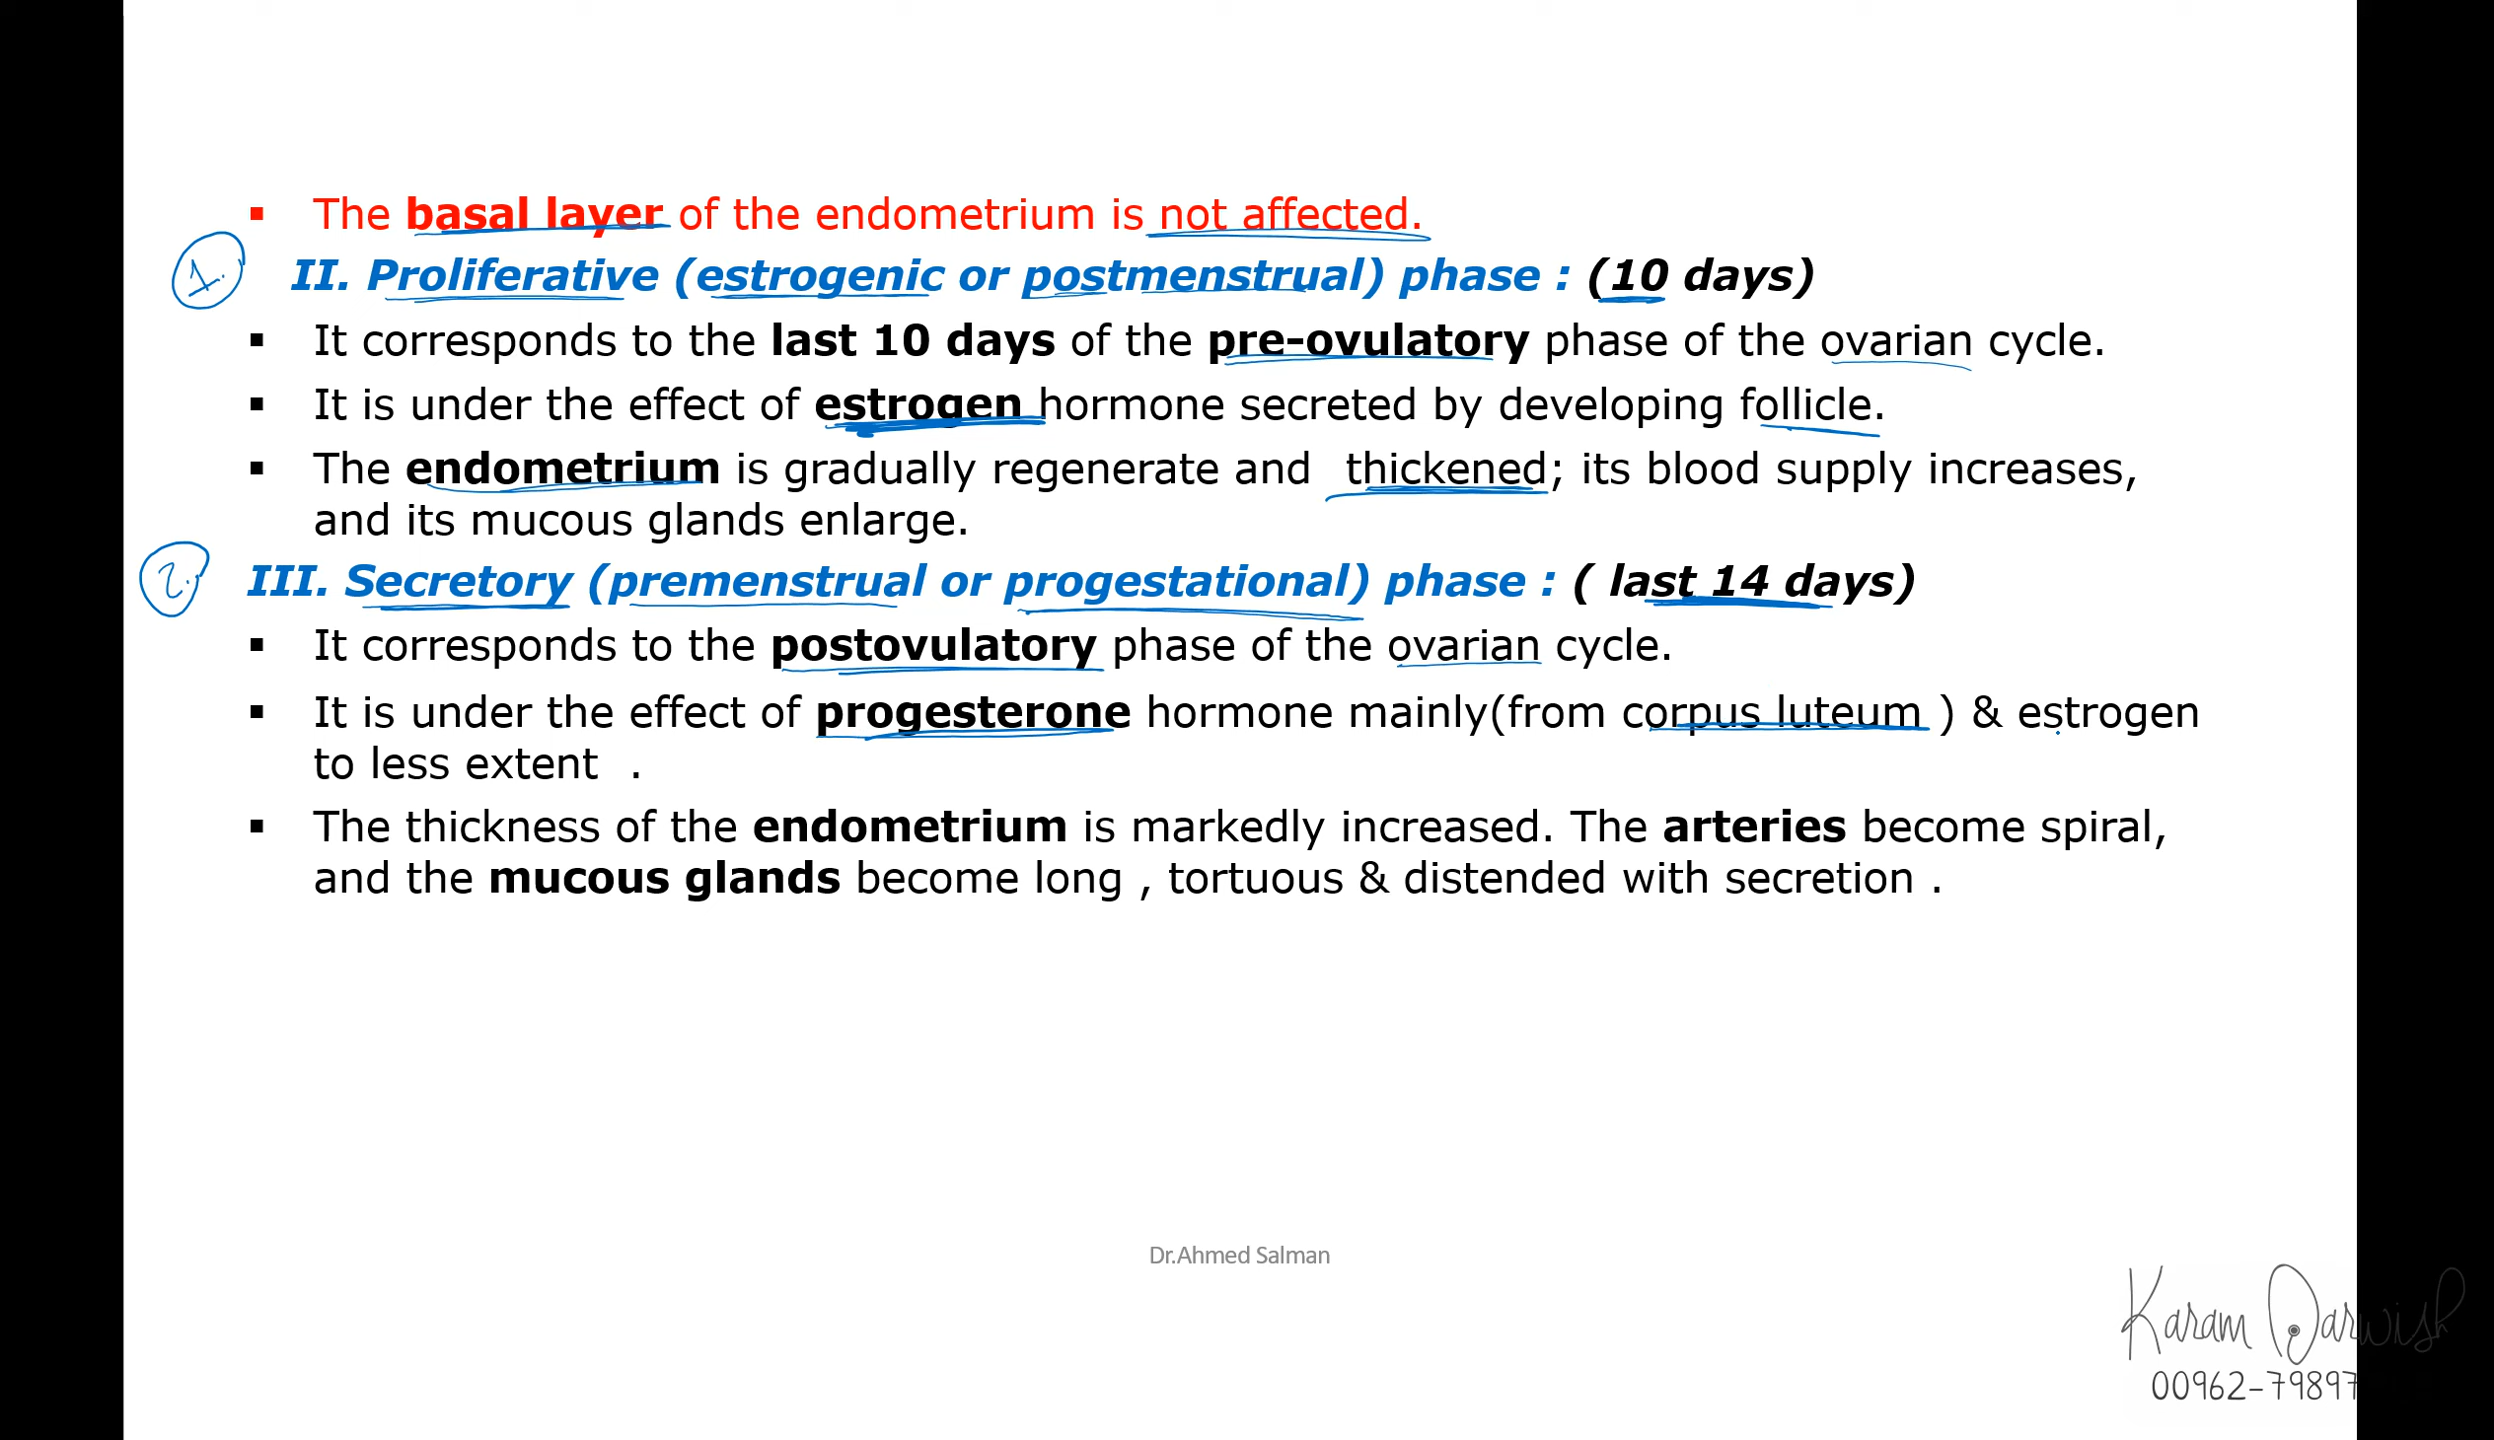 ▪ The basal layer of the endometrium is not affected.
1. II. Proliferative (estrogenic or postmenstrual) phase : (10 days)
▪ It corresponds to the last 10 days of the pre-ovulatory phase of the ovarian cycle.
▪ It is under the effect of estrogen hormone secreted by developing follicle.
▪ The endometrium is gradually regenerate and thickened; its blood supply increases,
and its mucous glands enlarge.
2. III. Secretory (premenstrual or progestational) phase : ( last 14 days)
▪ It corresponds to the postovulatory phase of the ovarian cycle.
▪ It is under the effect of progesterone hormone mainly(from corpus luteum ) & estrogen
to less extent .
▪ The thickness of the endometrium is markedly increased. The arteries become spiral,
and the mucous glands become long , tortuous & distended with secretion .
Dr.Ahmed Salman
Karam Darwish
00962-79897